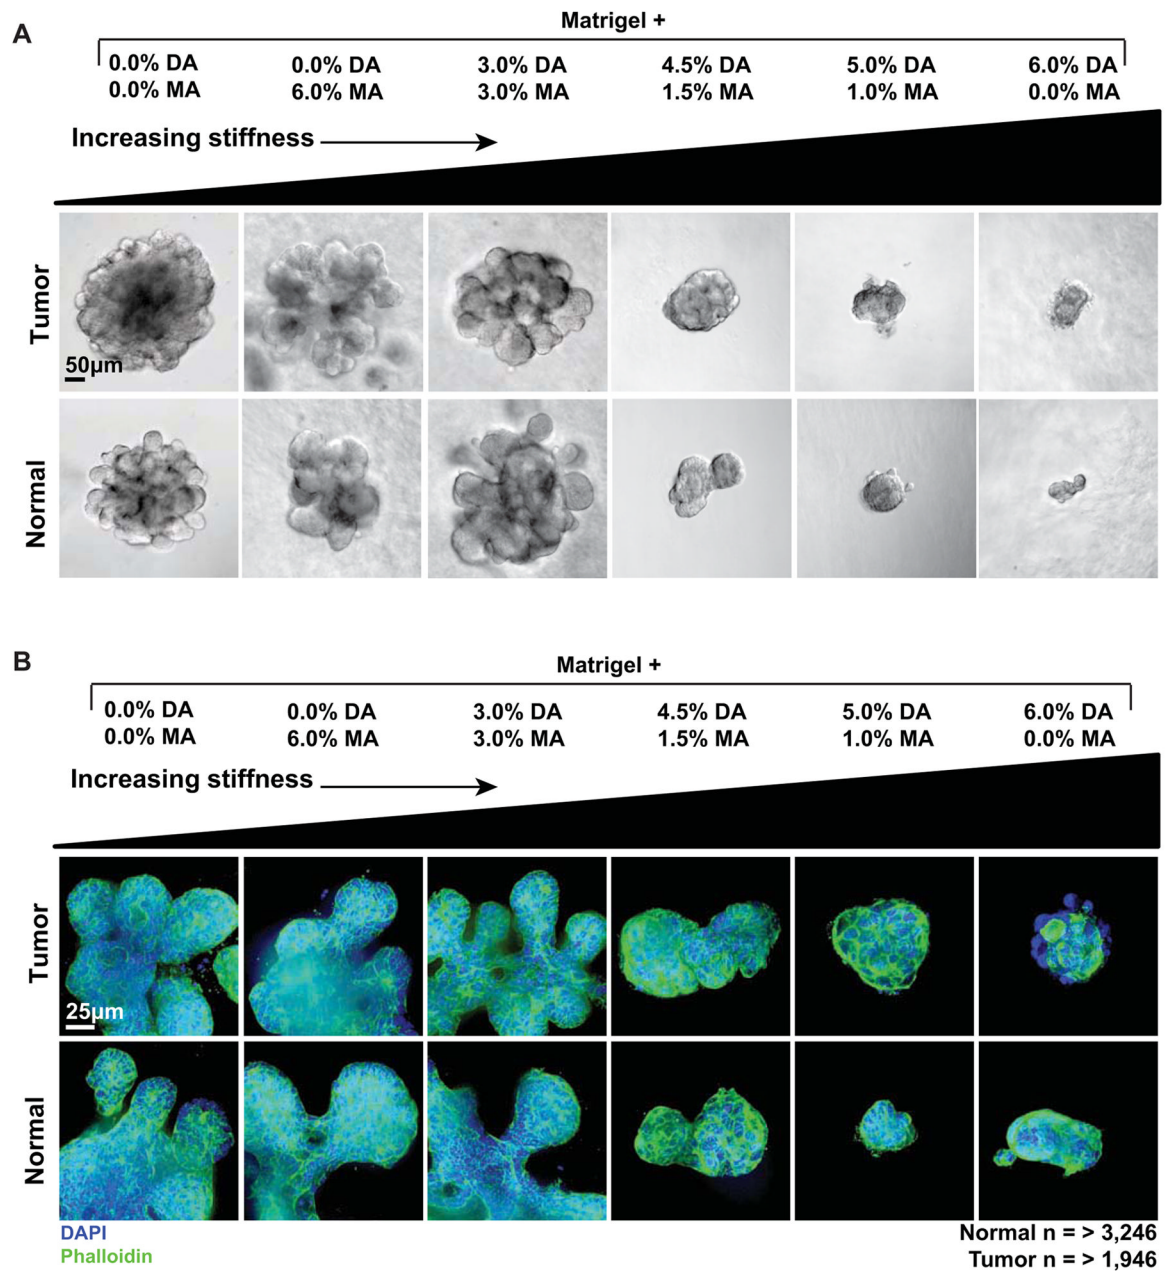 A
Matrigel +
0.0% DA 0.0% DA 3.0% DA 4.5% DA 5.0% DA 6.0% DA
0.0% MA 6.0% MA 3.0% MA 1.5% MA 1.0% MA 0.0% MA
Increasing stiffness
Tumor
50μm
Normal
B
Matrigel +
0.0% DA 0.0% DA 3.0% DA 4.5% DA 5.0% DA 6.0% DA
0.0% MA 6.0% MA 3.0% MA 1.5% MA 1.0% MA 0.0% MA
Increasing stiffness
Tumor
25μm
Normal
DAPI
Phalloidin
Normal n = > 3,246
Tumor n = > 1,946